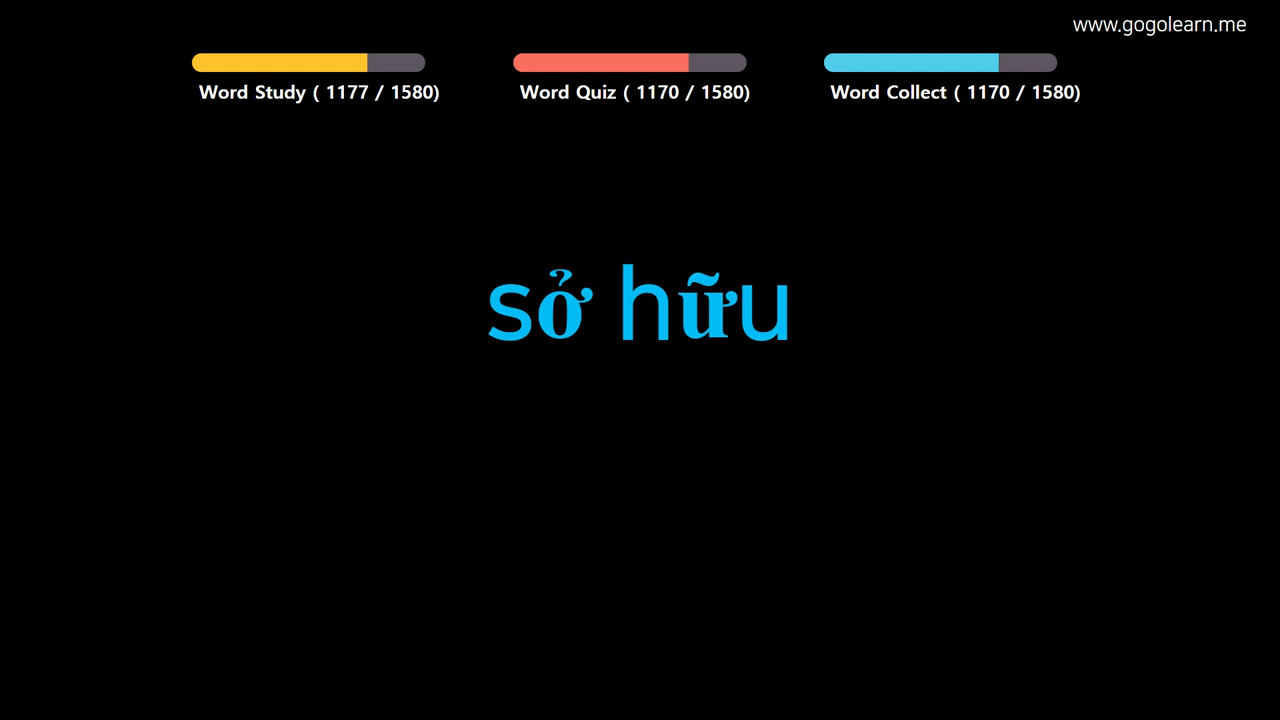 www.gogolearn.me
Word Study ( 1177 / 1580)
Word Quiz ( 1170 / 1580)
Word Collect ( 1170 / 1580)
sở hữu